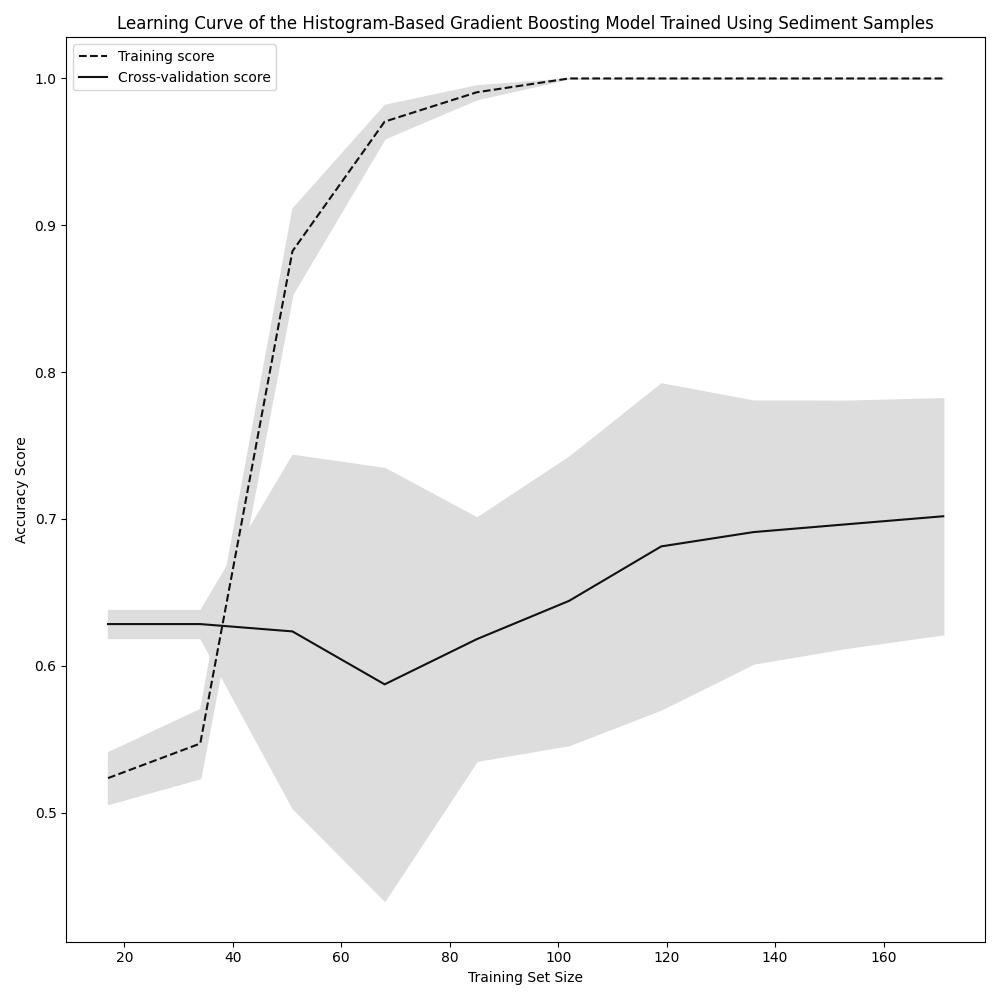 Learning Curve of the Histogram-Based Gradient Boosting Model Trained Using Sediment Samples
Training score
Cross-validation score
1.0
0.9
0.8
0.7
0.6
0.5
Accuracy Score
20 40 60 80 100 120 140 160
Training Set Size